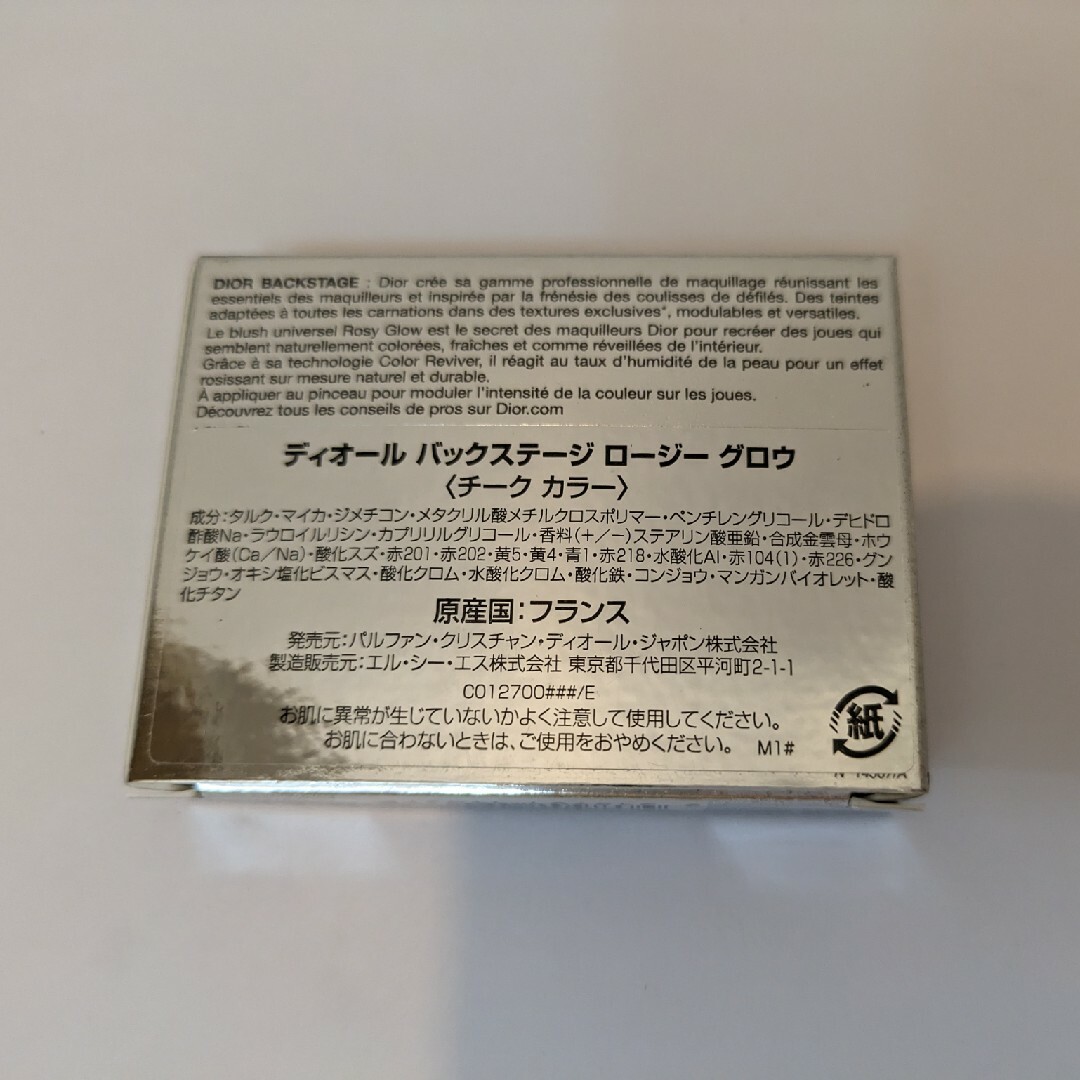 DIOR BACKSTAGE : Dior crée sa gamme professionnelle de maquillage réunissant les
essentiels des maquilleurs et inspirée par la frénésie des coulisses de défilés. Des teintes
adaptées à toutes les carnations dans des textures exclusives*, modulables et versatiles.
Le blush universel Rosy Glow est le secret des maquilleurs Dior pour recréer des joues qui
semblent naturellement colorées, fraîches et comme réveillées de l'intérieur.
Grâce à sa technologie Color Reviver, il réagit au taux d'humidité de la peau pour un effet
rosissant sur mesure naturel et durable.
À appliquer au pinceau pour moduler l'intensité de la couleur sur les joues.
Découvrez tous les conseils de pros sur Dior.com
ディオール バックステージ ロージー グロウ
〈チーク カラー〉
成分:タルク・マイカ・ジメチコン・メタクリル酸メチルクロスポリマー・ペンチレングリコール・デヒドロ
酢酸Na・ラウロイルリシン・カプリリルグリコール・香料(+/-)ステアリン酸亜鉛・合成金雲母・ホウ
ケイ酸(Ca/Na)・酸化スズ・赤201・赤202・黄5・黄4・青1・赤218・水酸化Al・赤104(1)・赤226・グン
ジョウ・オキシ塩化ビスマス・酸化クロム・水酸化クロム・酸化鉄・コンジョウ・マンガンバイオレット・酸
化チタン
原産国:フランス
発売元:パルファン・クリスチャン・ディオール・ジャポン株式会社
製造販売元:エル・シー・エス株式会社 東京都千代田区平河町2-1-1
C012700###/E
お肌に異常が生じていないかよく注意して使用してください。
お肌に合わないときは、ご使用をおやめください。 M1#
紙